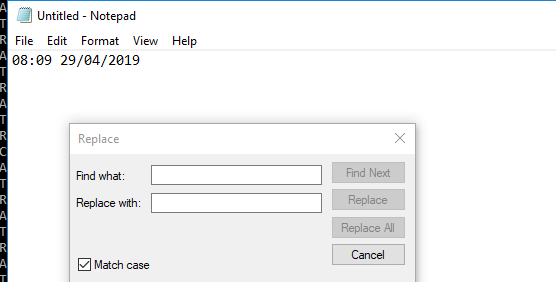 Untitled - Notepad
File Edit Format View Help
08:09 29/04/2019
Replace
Find what:
Find Next
Replace with:
Replace
Replace All
Cancel
Match case